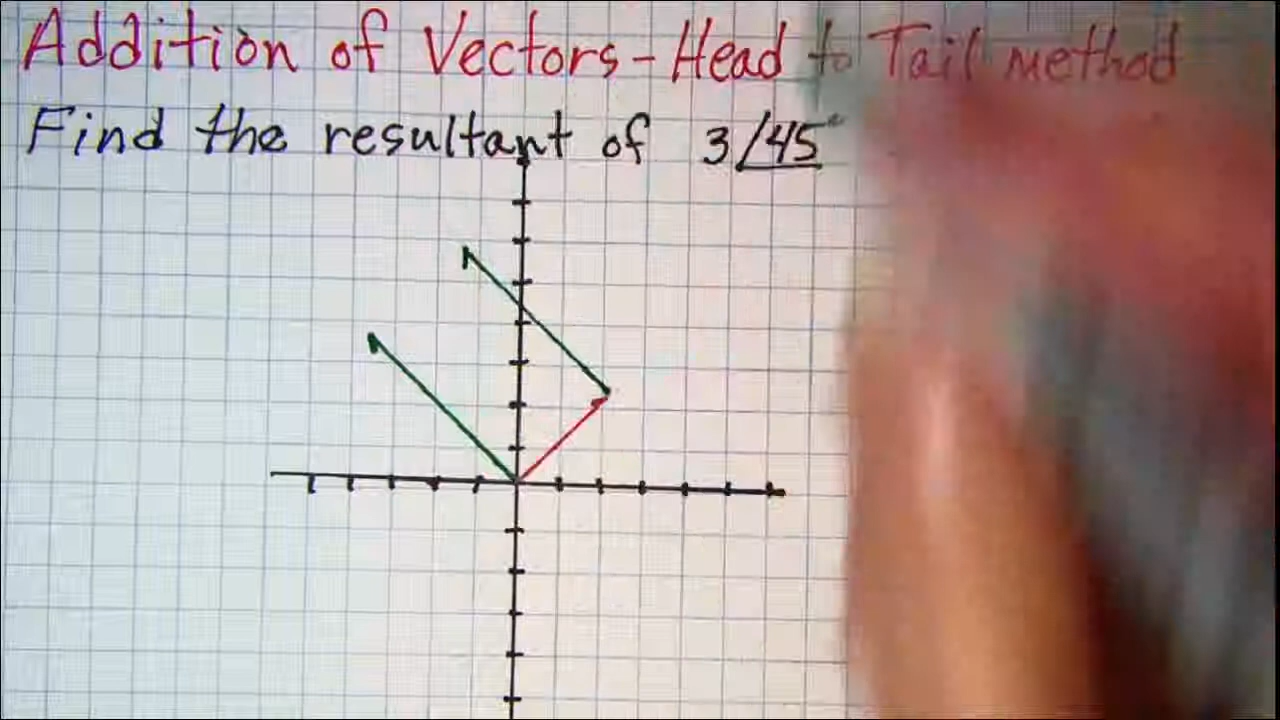 Addition of Vectors - Head to Tail method
Find the resultant of 3/45°